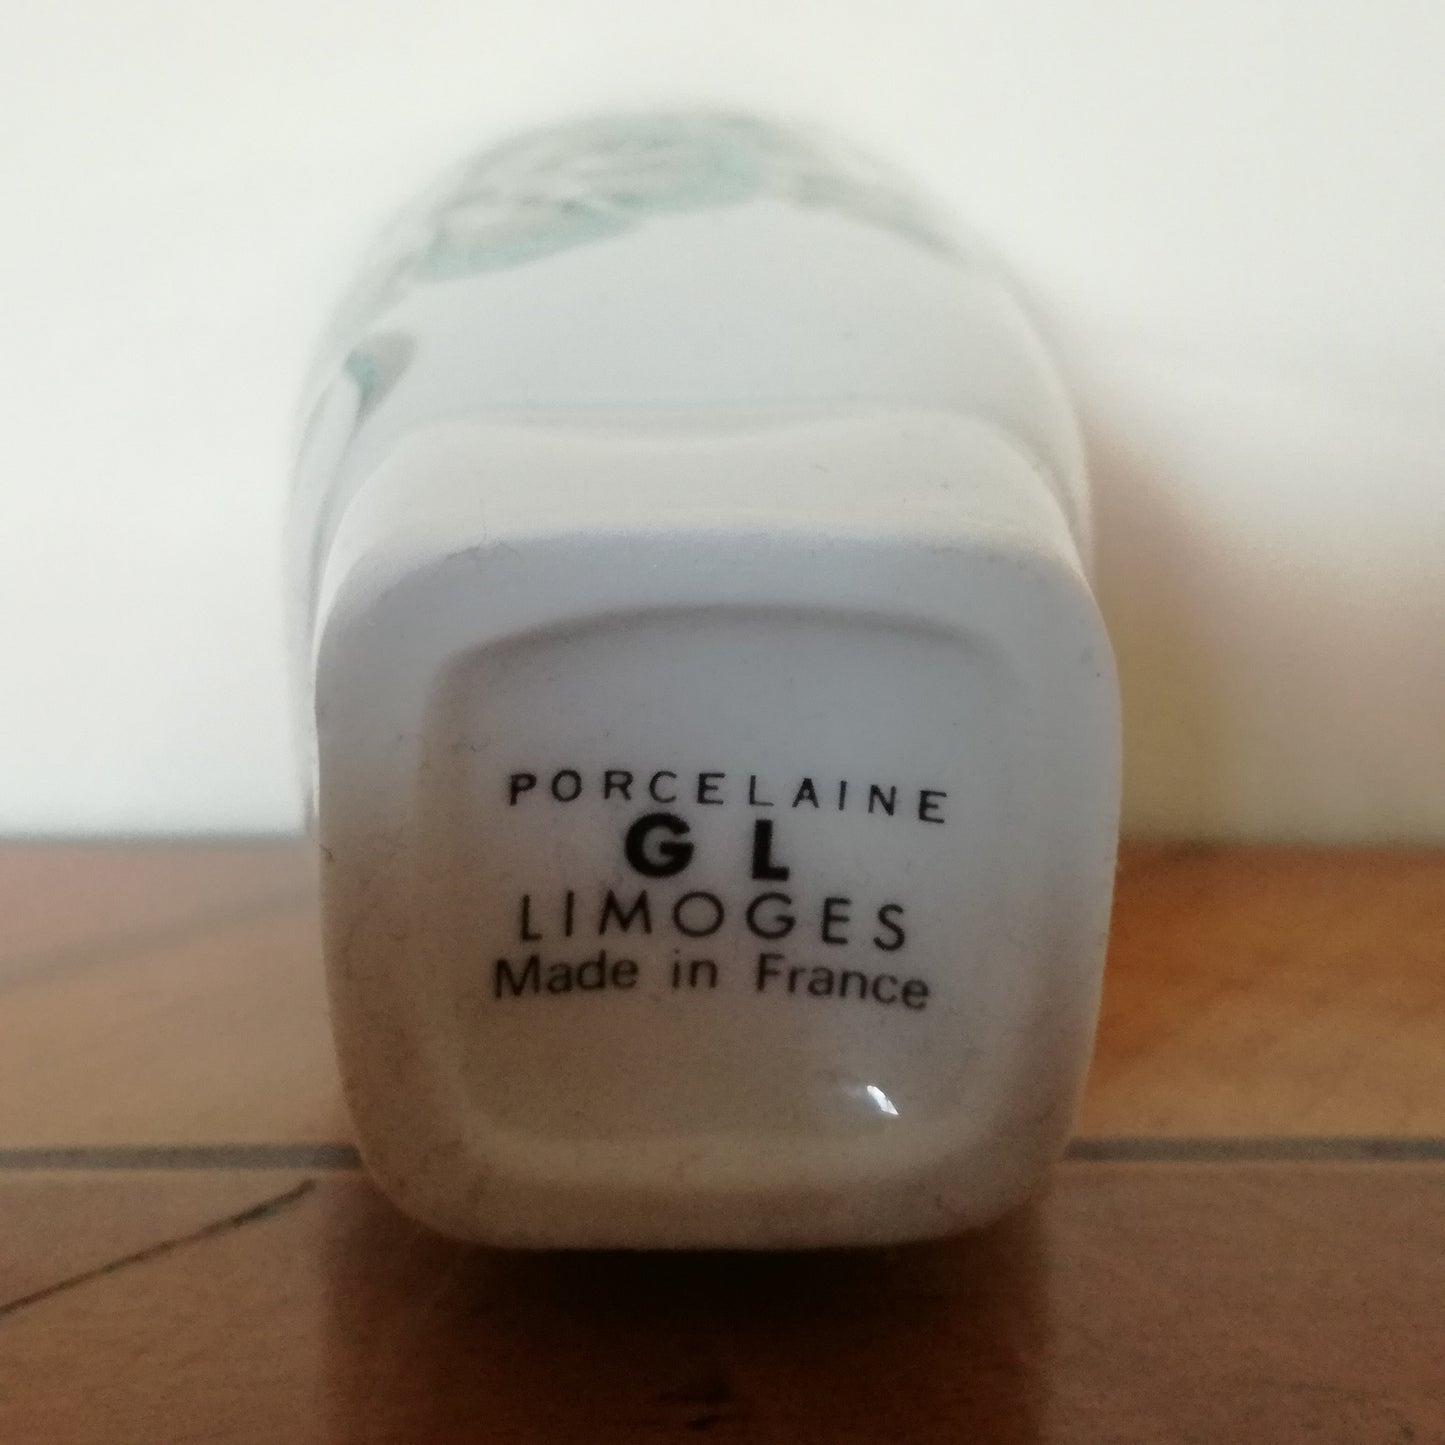 PORCELAINE
G L
LIMOGES
Made in France